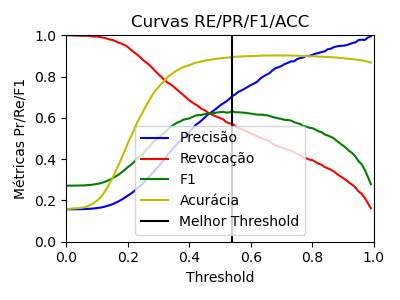 Curvas RE/PR/F1/ACC
Métricas Pr/Re/F1
1.0
0.8
0.6
0.4
0.2
0.0
Precisão
Revocação
F1
Acurácia
Melhor Threshold
0.0 0.2 0.4 0.6 0.8 1.0
Threshold